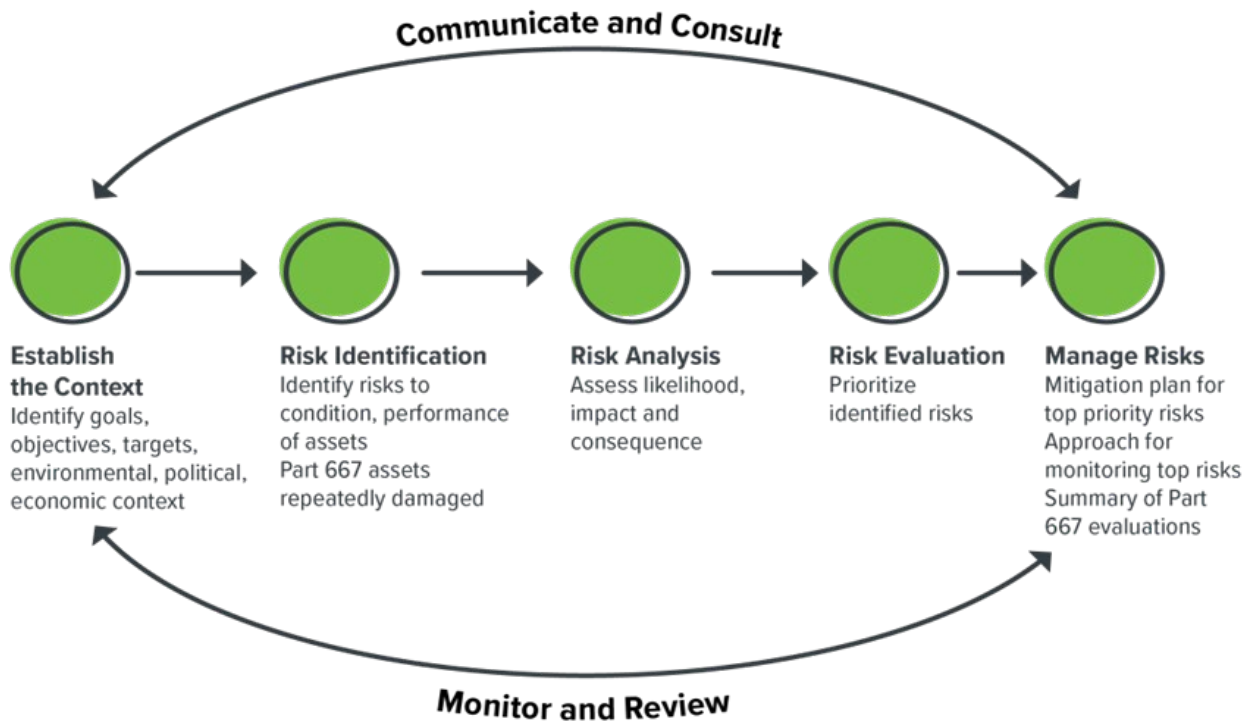 Communicate and Consult
Establish
the Context
Identify goals,
objectives, targets,
environmental, political,
economic context
Risk Identification
Identify risks to
condition, performance
of assets
Part 667 assets
repeatedly damaged
Risk Analysis
Assess likelihood,
impact and
consequence
Risk Evaluation
Prioritize
identified risks
Manage Risks
Mitigation plan for
top priority risks
Approach for
monitoring top risks
Summary of Part
667 evaluations
Monitor and Review